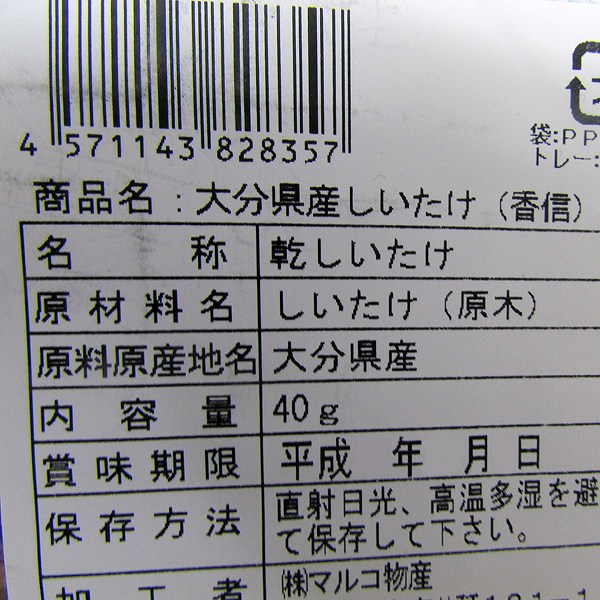 4 571143 828357
袋:PP
トレー:
商品名:大分県産しいたけ（香信）
名称 乾しいたけ
原材料名 しいたけ（原木）
原料原産地名 大分県産
内容量 40g
賞味期限 平成 年 月日
保存方法 直射日光、高温多湿を避
て保存して下さい。
加工者 ㈱マルコ物産